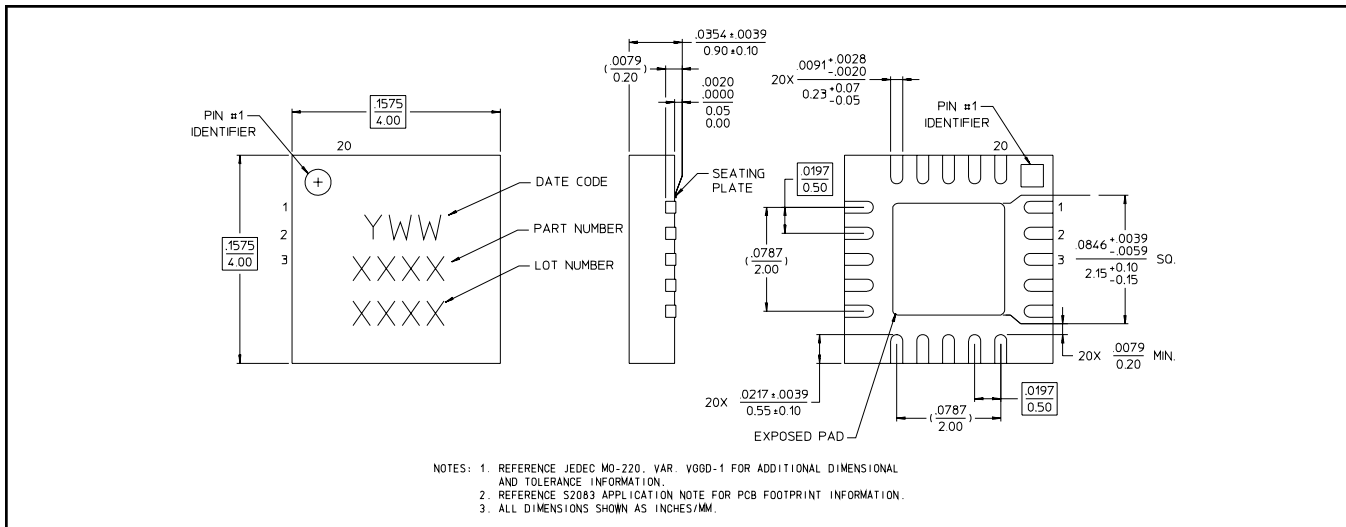 PIN #1
IDENTIFIER
.1575
4.00
20
.1575
4.00
1
2
3
YWW
XXXX
XXXX
DATE CODE
PART NUMBER
LOT NUMBER
.0354±.0039
0.90±0.10
(.0079
0.20)
.0020
.0000
0.05
0.00
SEATING
PLATE
20X .0091 +.0028
-.0020
0.23 +0.07
-0.05
PIN #1
IDENTIFIER
20
.0197
0.50
(.0787
2.00)
1
2
3
.0846 +.0039
-.0059 SQ.
2.15 +0.10
-0.15
20X .0079 MIN.
0.20
20X .0217±.0039
0.55±0.10
(.0787
2.00)
.0197
0.50
EXPOSED PAD
NOTES: 1. REFERENCE JEDEC MO-220, VAR. VGGD-1 FOR ADDITIONAL DIMENSIONAL
AND TOLERANCE INFORMATION.
2. REFERENCE S2083 APPLICATION NOTE FOR PCB FOOTPRINT INFORMATION.
3. ALL DIMENSIONS SHOWN AS INCHES/MM.